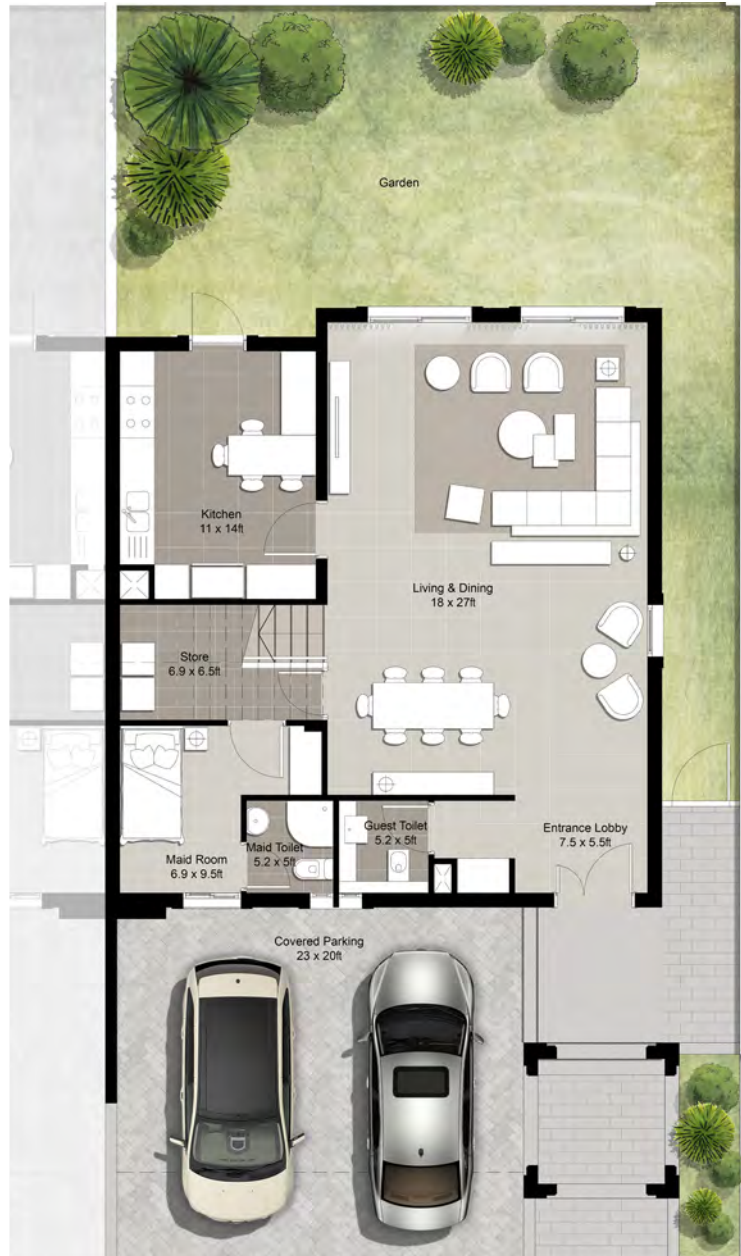 Garden
Kitchen
11 x 14ft
Living & Dining
18 x 27ft
Store
6.9 x 6.5ft
Guest Toilet
5.2 x 5ft
Entrance Lobby
7.5 x 5.5ft
Maid Room
6.9 x 9.5ft
Maid Toilet
5.2 x 5ft
Covered Parking
23 x 20ft